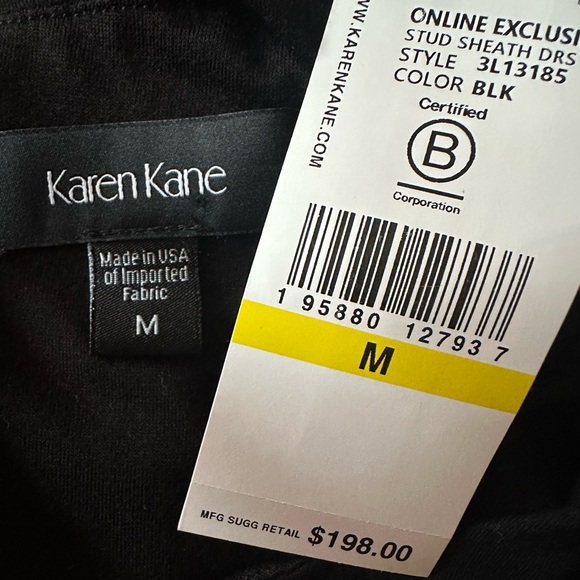 Karen Kane
Made in USA
of Imported
Fabric
M
WWW.KARENKANE.COM
ONLINE EXCLUSI
STUD SHEATH DRS
STYLE 3L13185
COLOR BLK
Certified
B
Corporation
1 95880 12793 7
M
MFG SUGG RETAIL $198.00